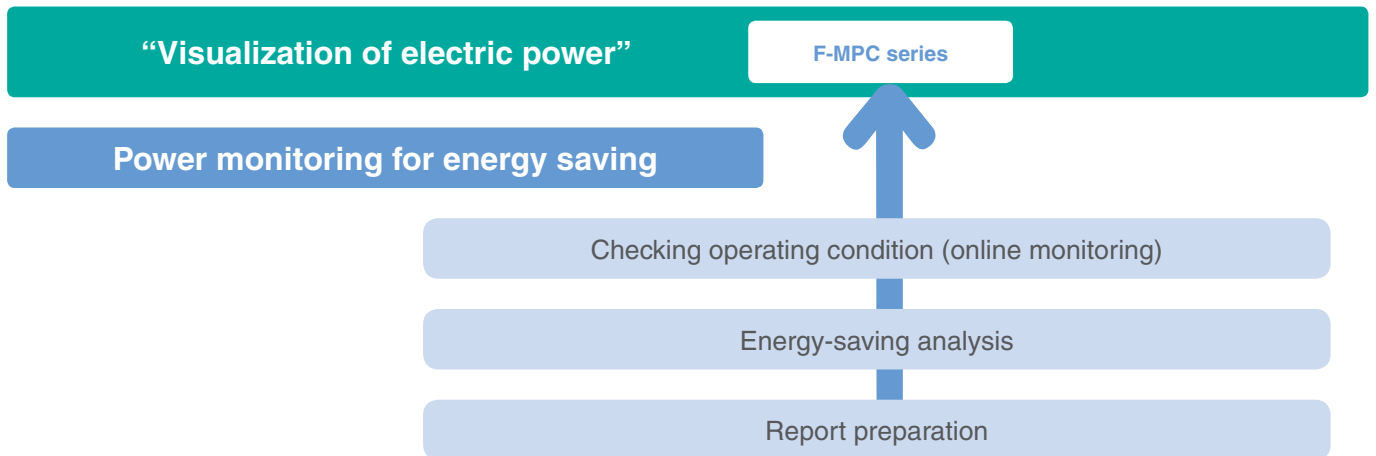 “Visualization of electric power”
F-MPC series
Power monitoring for energy saving
Checking operating condition (online monitoring)
Energy-saving analysis
Report preparation